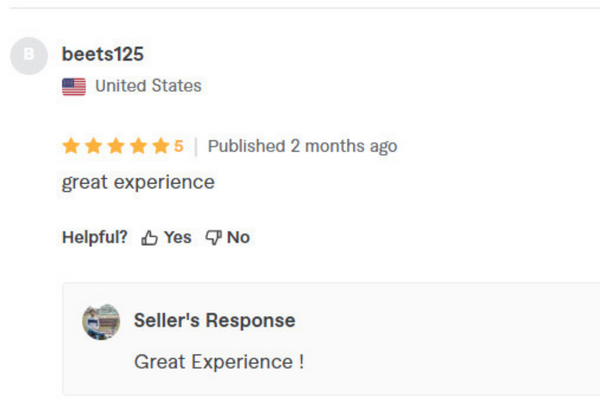 B
beets125
United States
5 | Published 2 months ago
great experience
Helpful? Yes No
Seller's Response
Great Experience !